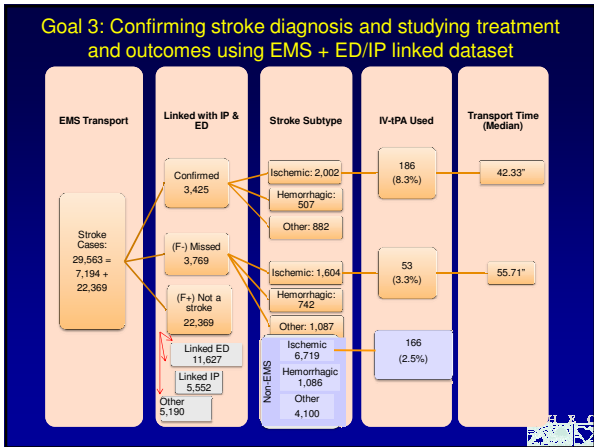 Goal 3: Confirming stroke diagnosis and studying treatment
and outcomes using EMS + ED/IP linked dataset
EMS Transport
Linked with IP &
ED
Stroke Subtype
IV-tPA Used
Transport Time
(Median)
Stroke
Cases:
29,563 =
7,194 +
22,369
Confirmed
3,425
Ischemic: 2,002
Hemorrhagic:
507
Other: 882
186
(8.3%)
42.33”
(F-) Missed
3,769
Ischemic: 1,604
Hemorrhagic:
742
Other: 1,087
53
(3.3%)
55.71”
(F+) Not a
stroke
22,369
Linked ED
11,627
Linked IP
5,552
Other
5,190
Non-EMS
Ischemic
6,719
Hemorrhagic
1,086
Other
4,100
166
(2.5%)